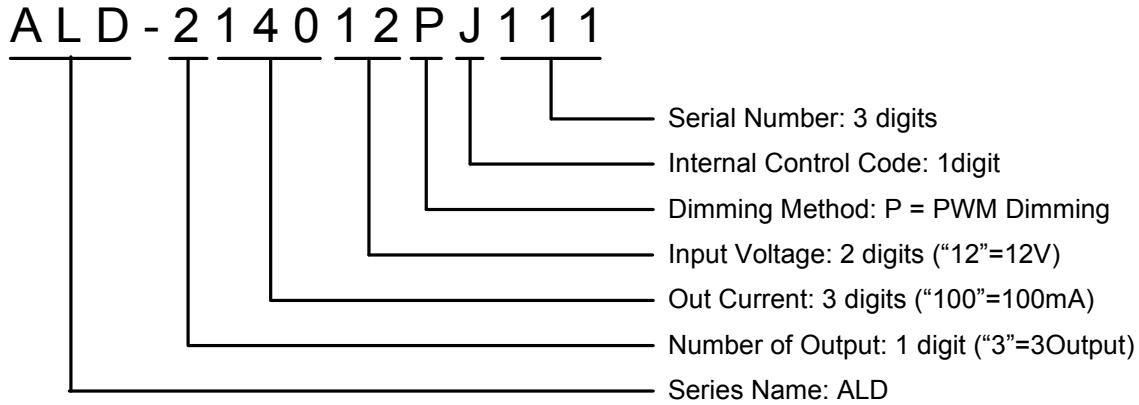 ALD-214012PJ111
Serial Number: 3 digits
Internal Control Code: 1digit
Dimming Method: P = PWM Dimming
Input Voltage: 2 digits (“12”=12V)
Out Current: 3 digits (“100”=100mA)
Number of Output: 1 digit (“3”=3Output)
Series Name: ALD